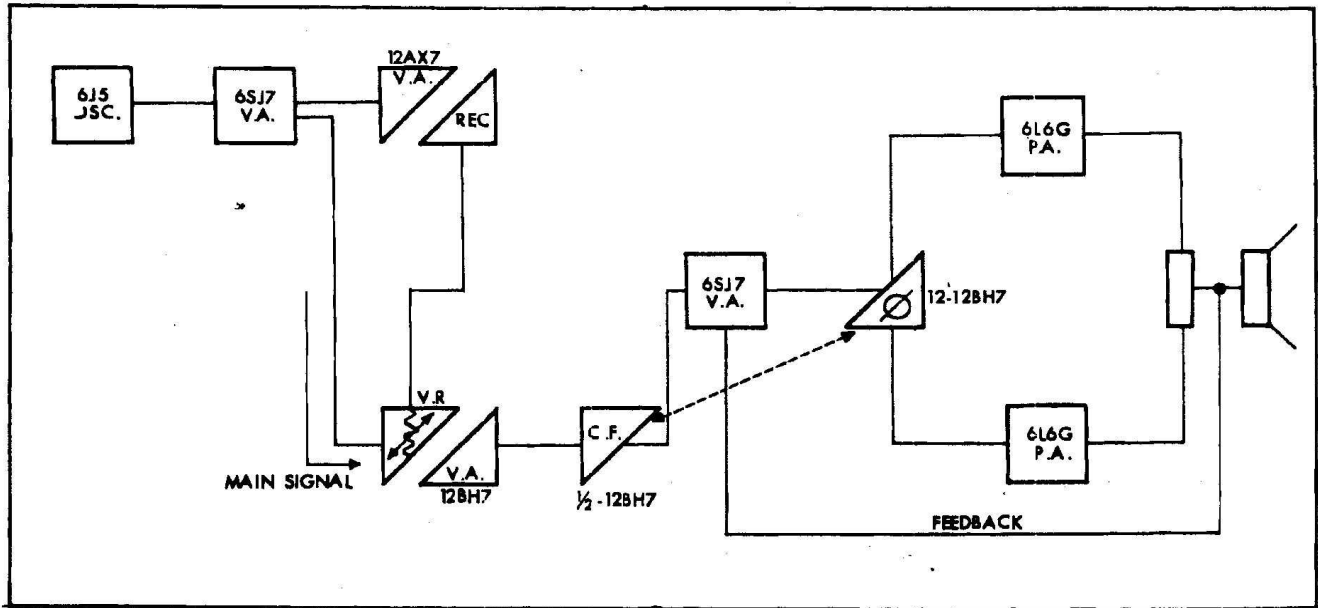 6J5
OSC.
6SJ7
V.A.
12AX7
V.A.
REC
6L6G
P.A.
6SJ7
V.A.
Ø
12-12BH7
V.R
V.A.
12BH7
C.F.
½-12BH7
MAIN SIGNAL
6L6G
P.A.
FEEDBACK